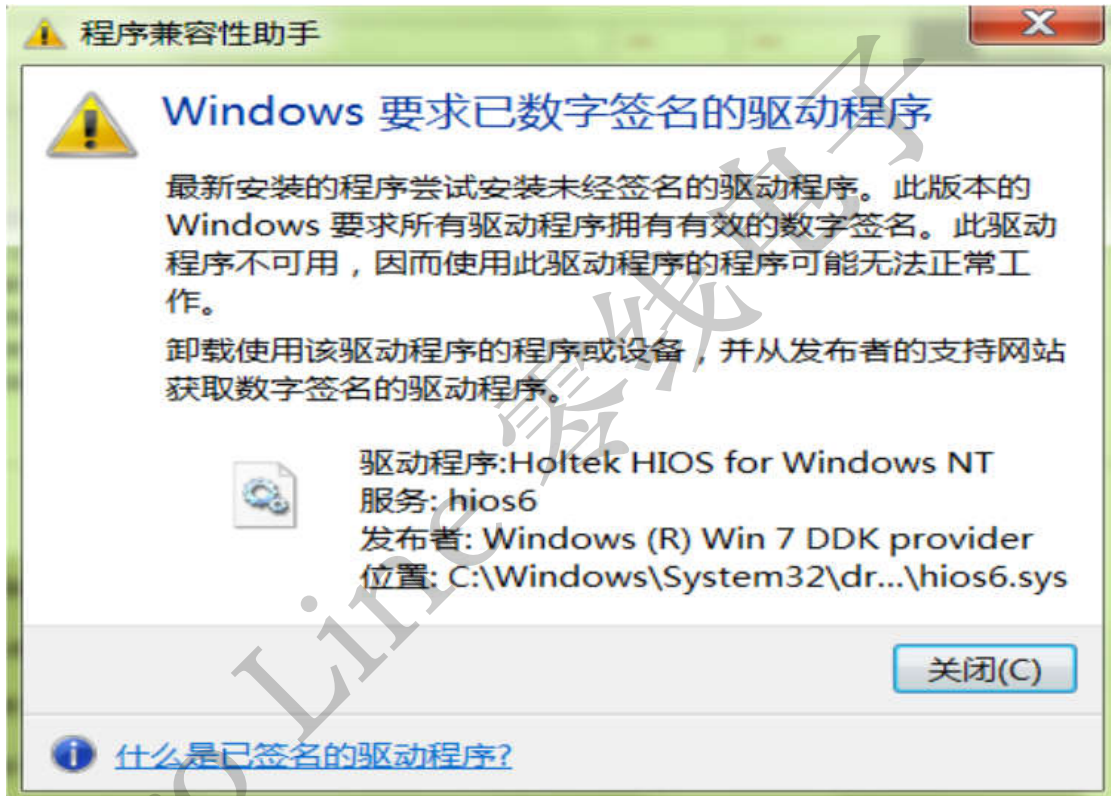 程序兼容性助手
Windows 要求已数字签名的驱动程序
最新安装的程序尝试安装未经签名的驱动程序。此版本的
Windows 要求所有驱动程序拥有有效的数字签名。此驱动
程序不可用，因而使用此驱动程序的程序可能无法正常工
作。
卸载使用该驱动程序的程序或设备，并从发布者的支持网站
获取数字签名的驱动程序。
驱动程序:Holtek HIOS for Windows NT
服务: hios6
发布者: Windows (R) Win 7 DDK provider
位置: C:\Windows\System32\dr...\hios6.sys
关闭(C)
什么是已签名的驱动程序?
o Line 零线电子